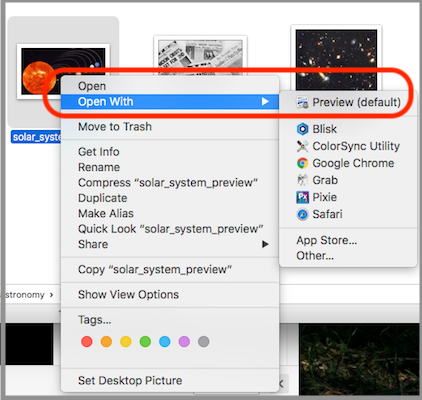 Open
Open With
Preview (default)
solar_syste
Move to Trash
Blisk
ColorSync Utility
Get Info
Google Chrome
Rename
Grab
Compress “solar_system_preview”
Pixie
Duplicate
Safari
Make Alias
Quick Look “solar_system_preview”
Share
App Store...
Other...
Copy “solar_system_preview”
stronomy
Show View Options
Tags...
Set Desktop Picture